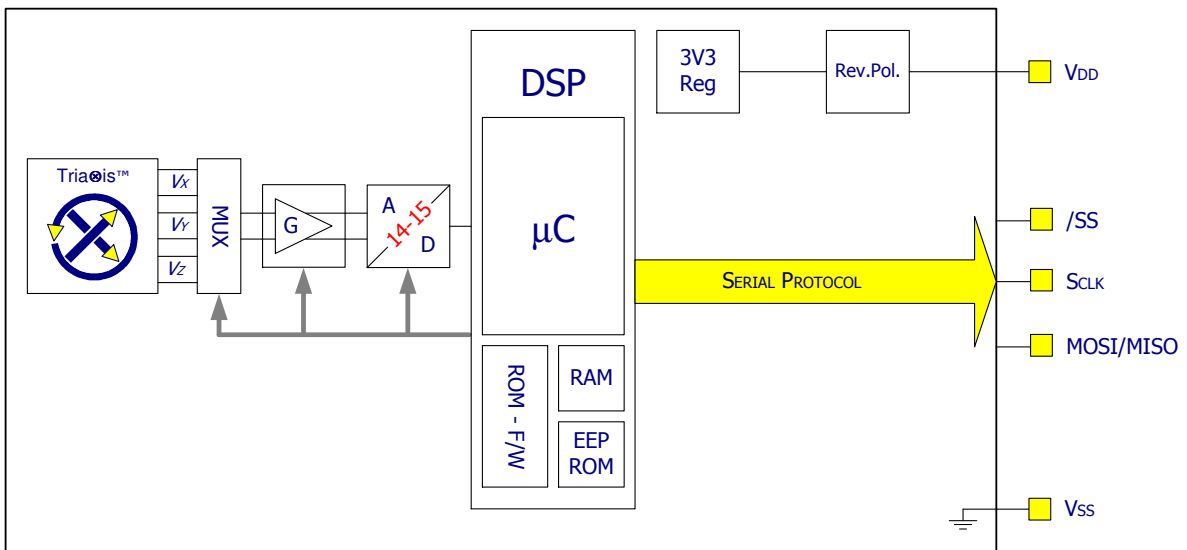 Tria⊗is™
VX
VY
VZ
MUX
G
A
14-15
D
DSP
µC
ROM - F/W
RAM
EEP
ROM
3V3
Reg
Rev.Pol.
SERIAL PROTOCOL
VDD
/SS
SCLK
MOSI/MISO
VSS